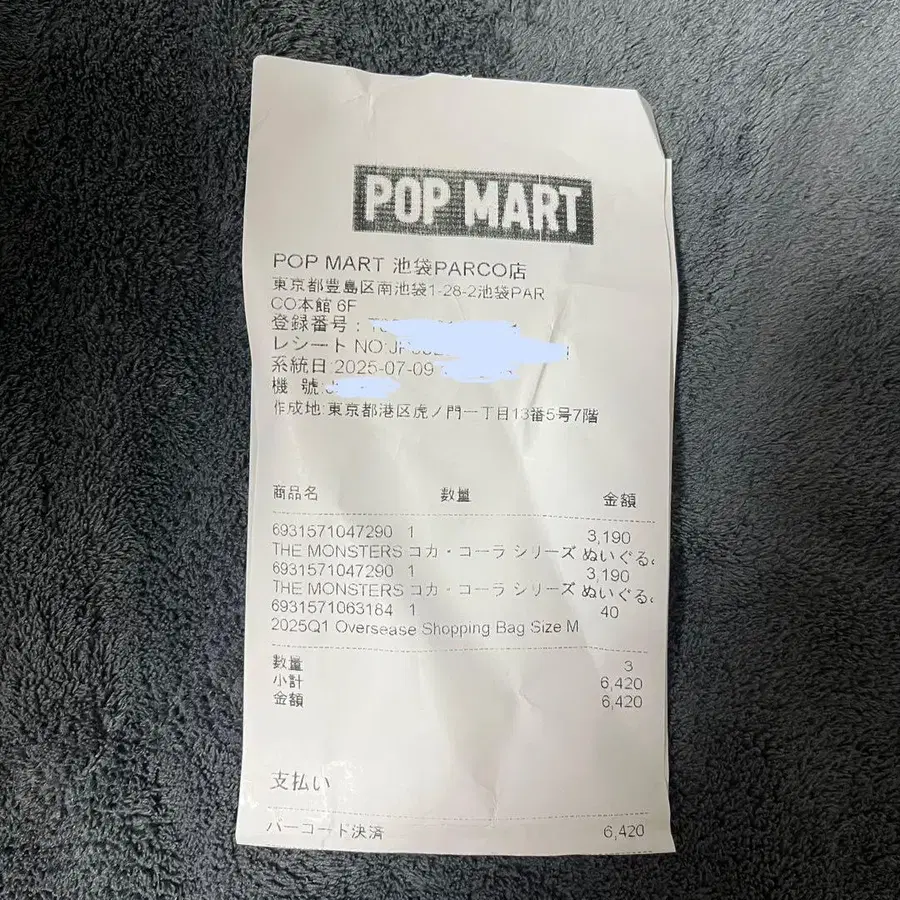 POP MART
POP MART 池袋PARCO店
東京都豊島区南池袋1-28-2池袋PAR
CO本館 6F
登録番号：
レシート NO:
系統日:2025-07-09
機 號:
作成地:東京都港区虎ノ門一丁目13番5号7階
商品名 数量 金額
6931571047290 1 3,190
THE MONSTERS コカ・コーラ シリーズ ぬいぐる
6931571047290 1 3,190
THE MONSTERS コカ・コーラ シリーズ ぬいぐる
6931571063184 1 40
2025Q1 Oversease Shopping Bag Size M
数量 3
小計 6,420
金額 6,420
支払い
バーコード決済 6,420